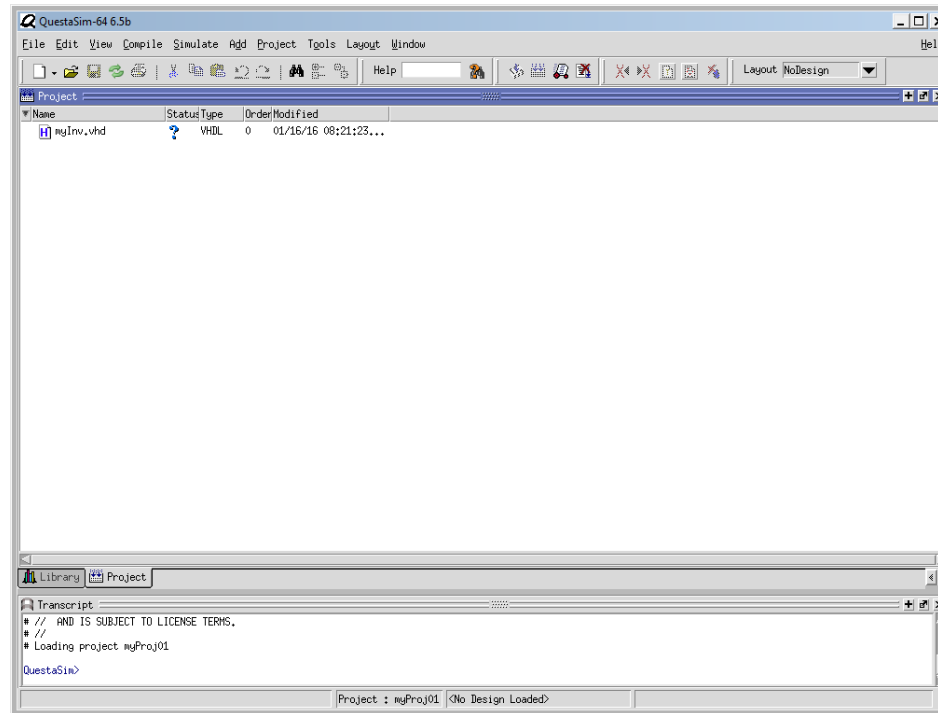 QuestaSim-64 6.5b
File Edit View Compile Simulate Add Project Tools Layout Window Hel
Help Layout NoDesign
Project
Name Status Type Order Modified
myInv.vhd ? VHDL 0 01/16/16 08:21:23...
Library Project
Transcript
# // AND IS SUBJECT TO LICENSE TERMS.
# //
# Loading project myProj01
QuestaSim>
Project : myProj01 <No Design Loaded>